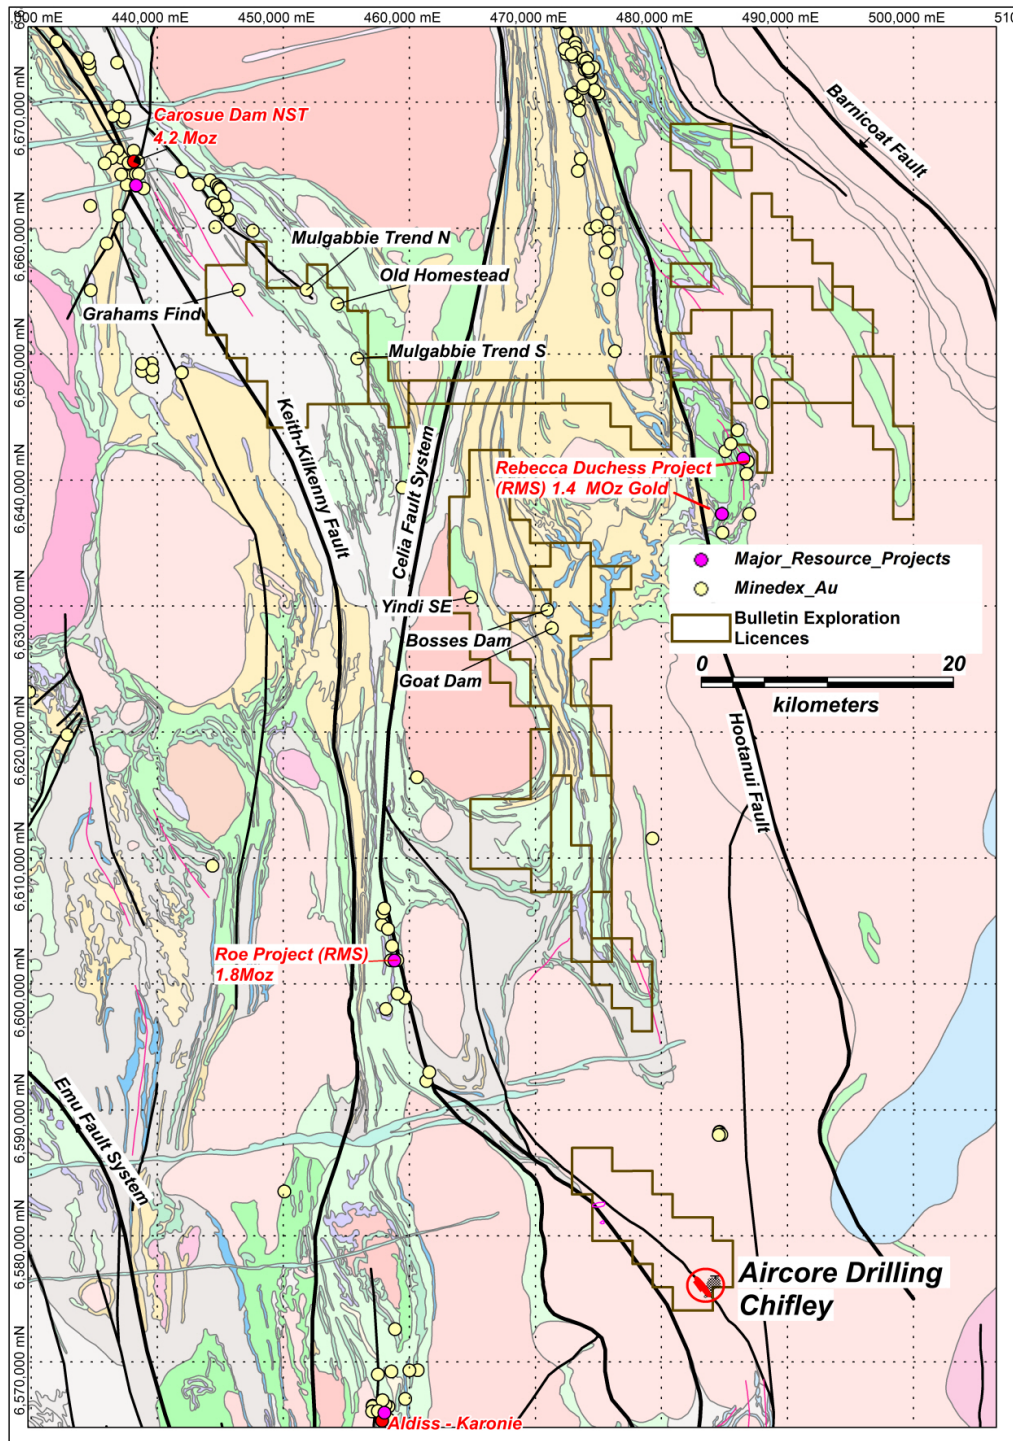 440,000 mE
450,000 mE
460,000 mE
470,000 mE
480,000 mE
490,000 mE
500,000 mE
510
6,670,000 mN
6,660,000 mN
6,650,000 mN
6,640,000 mN
6,630,000 mN
6,620,000 mN
6,610,000 mN
6,600,000 mN
6,590,000 mN
6,580,000 mN
6,570,000 mN
Carosue Dam NST
4.2 Moz
Barnicoat Fault
Mulgabbie Trend N
Old Homestead
Grahams Find
Mulgabbie Trend S
Keith-Kilkenny Fault
Celia Fault System
Rebecca Duchess Project
(RMS) 1.4 MOz Gold
Major_Resource_Projects
Minedex_Au
Bulletin Exploration
Licences
Yindi SE
Bosses Dam
Goat Dam
0
20
kilometers
Hootanui Fault
Roe Project (RMS)
1.8Moz
Emu Fault System
Aircore Drilling
Chifley
Aldiss - Karonie